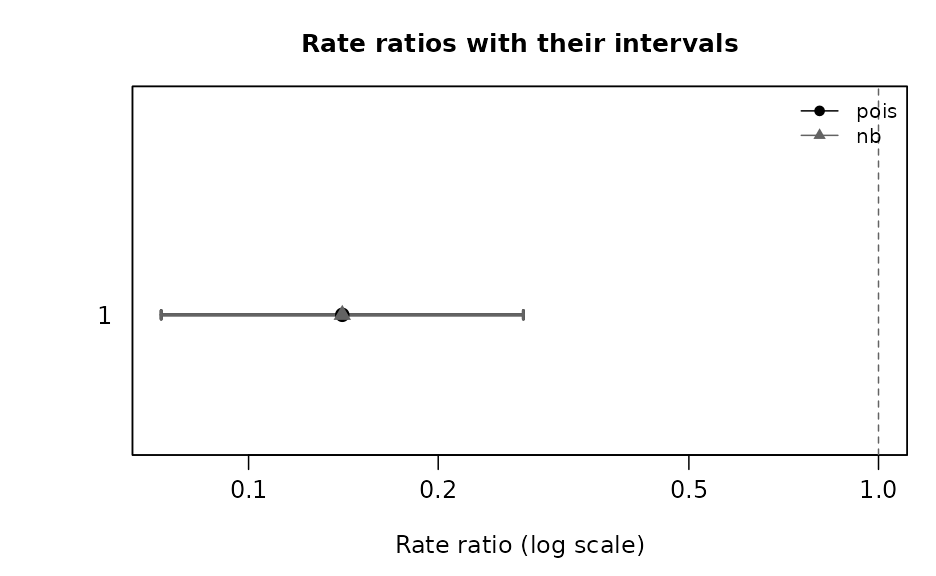 Rate ratios with their intervals
pois
nb
1
0.1 0.2 0.5 1.0
Rate ratio (log scale)